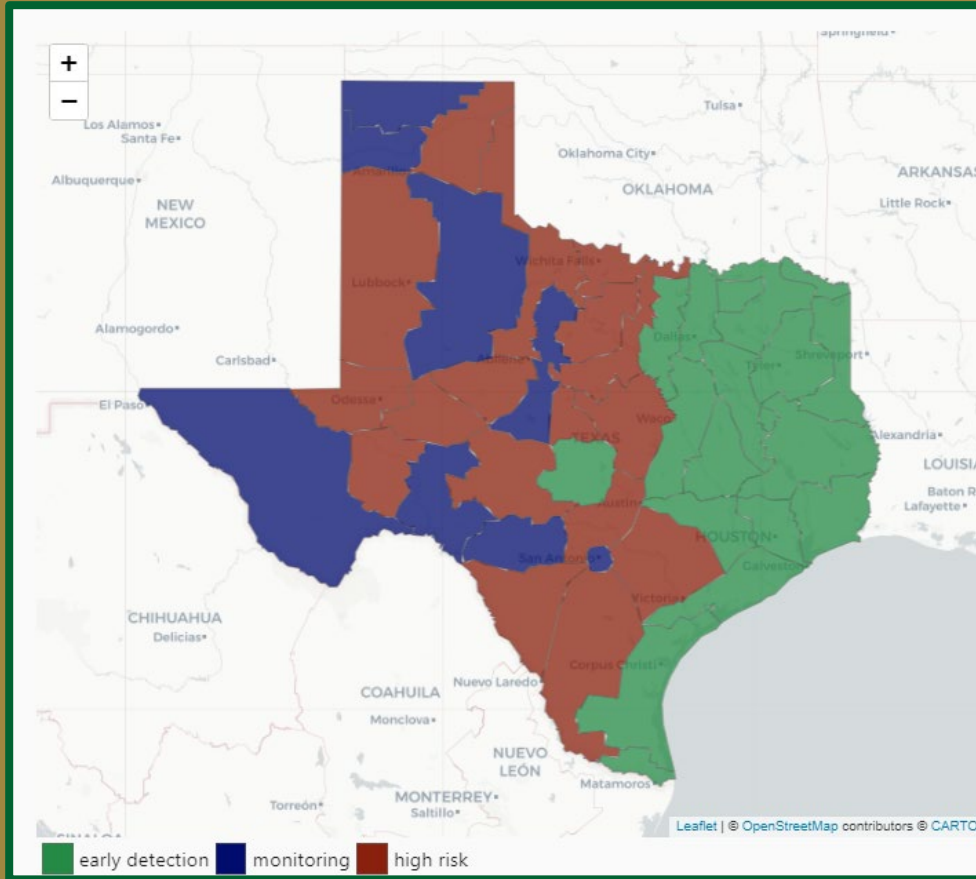 +
−
Springfield
Tulsa
Los Alamos
Santa Fe
Oklahoma City
ARKANSAS
Albuquerque
Amarillo
OKLAHOMA
Little Rock
NEW
MEXICO
Wichita Falls
Lubbock
Alamogordo
Dallas
Carlsbad
Abilene
Tyler
Shreveport
El Paso
Odessa
Waco
TEXAS
Alexandria
LOUISIA
Baton R
Austin
Lafayette
HOUSTON
San Antonio
Galveston
Victoria
CHIHUAHUA
Delicias
Corpus Christi
Nuevo Laredo
COAHUILA
Monclova
NUEVO
LEÓN
Matamoros
MONTERREY
Torreón
Saltillo
Leaflet | © OpenStreetMap contributors © CARTO
early detection monitoring high risk